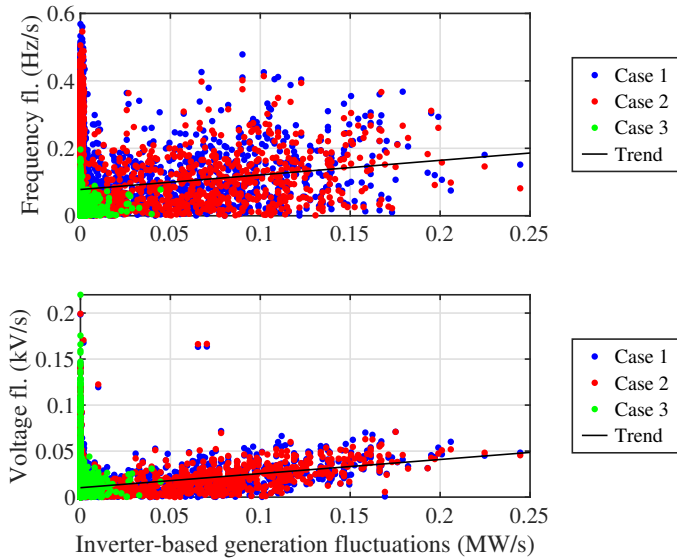 Frequency fl. (Hz/s)
0.6
0.4
0.2
0
0 0.05 0.1 0.15 0.2 0.25
Case 1
Case 2
Case 3
Trend
Voltage fl. (kV/s)
0.2
0.15
0.1
0.05
0
0 0.05 0.1 0.15 0.2 0.25
Inverter-based generation fluctuations (MW/s)
Case 1
Case 2
Case 3
Trend